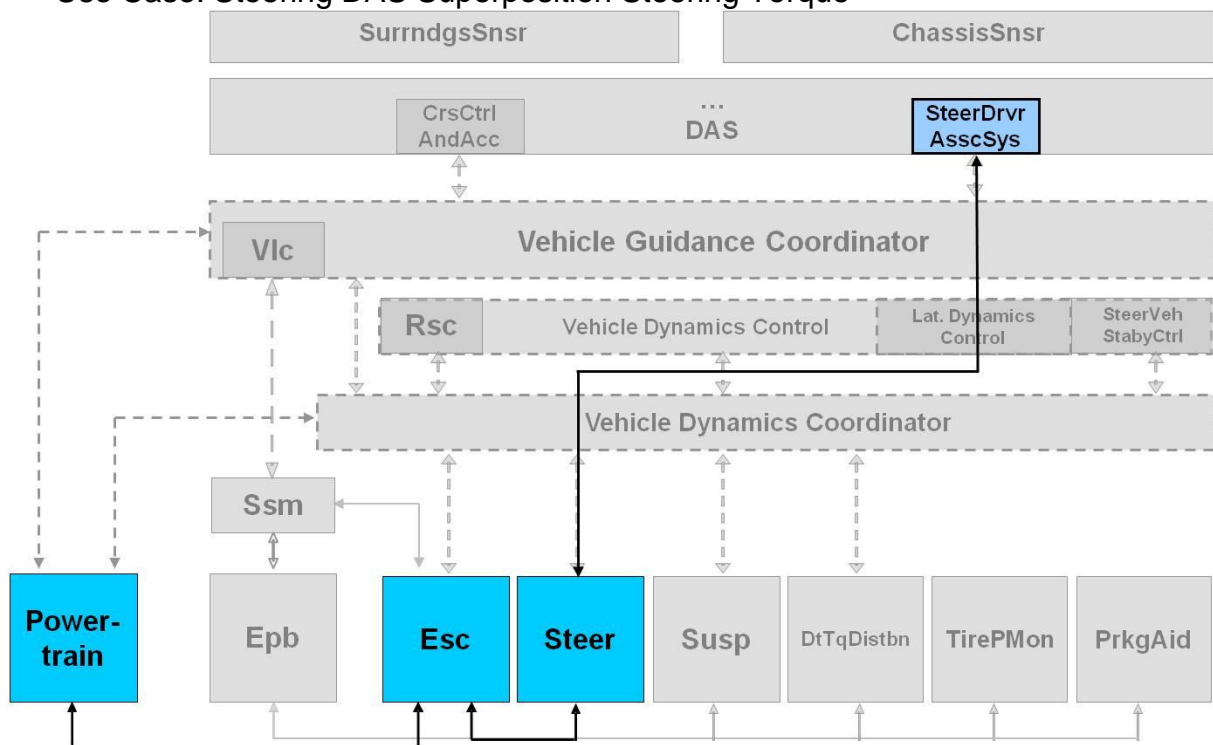 Use Case: Steering DAS Superposition Steering Torque
SurrndgsSnsr
ChassisSnsr
CrsCtrl
AndAcc
...
DAS
SteerDrvr
AsscSys
Vlc
Vehicle Guidance Coordinator
Rsc
Vehicle Dynamics Control
Lat. Dynamics
Control
SteerVeh
StabyCtrl
Vehicle Dynamics Coordinator
Ssm
Power-
train
Epb
Esc
Steer
Susp
DtTqDistbn
TirePMon
PrkgAid